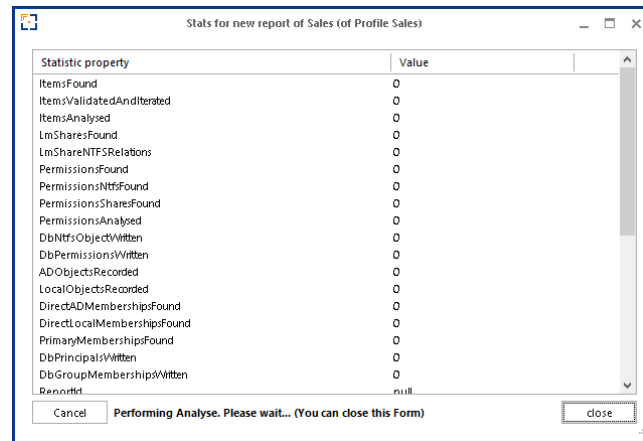 Stats for new report of Sales (of Profile Sales)
Statistic property Value
ItemsFound 0
ItemsValidatedAndIterated 0
ItemsAnalysed 0
LmSharesFound 0
LmShareNTFSRelations 0
PermissionsFound 0
PermissionsNtfsFound 0
PermissionsSharesFound 0
PermissionsAnalysed 0
DbNtfsObjectWritten 0
DbPermissionsWritten 0
ADObjectsRecorded 0
LocalObjectsRecorded 0
DirectADMembershipsFound 0
DirectLocalMembershipsFound 0
PrimaryMembershipsFound 0
DbPrincipalsWritten 0
DbGroupMembershipsWritten 0
ReportId null
Cancel Performing Analyse. Please wait... (You can close this Form) close